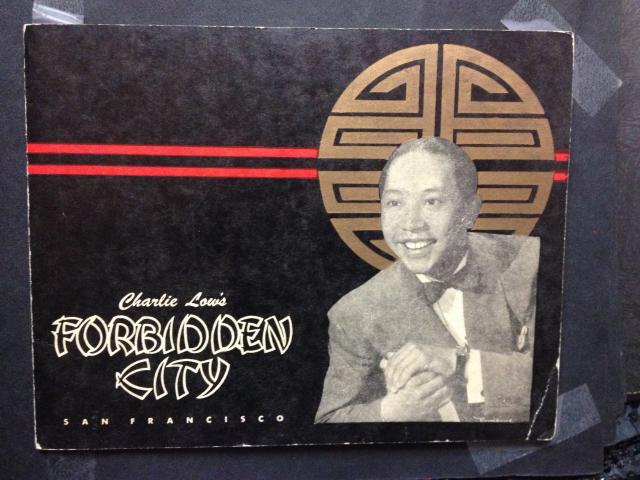 Charlie Low's
FORBIDDEN
CITY
SAN FRANCISCO